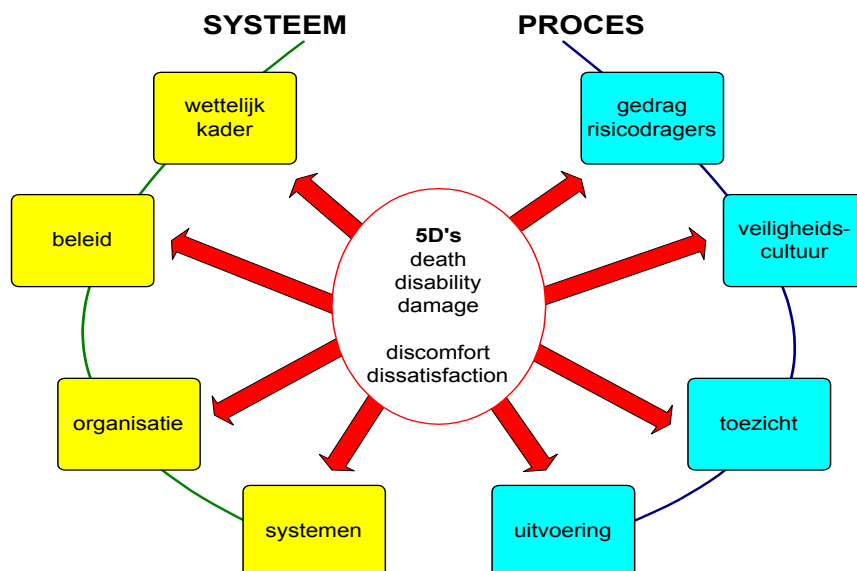 SYSTEEM
PROCES
wettelijk
kader
gedrag
risicodragers
beleid
5D's
death
disability
damage
discomfort
dissatisfaction
veiligheids-
cultuur
organisatie
toezicht
systemen
uitvoering